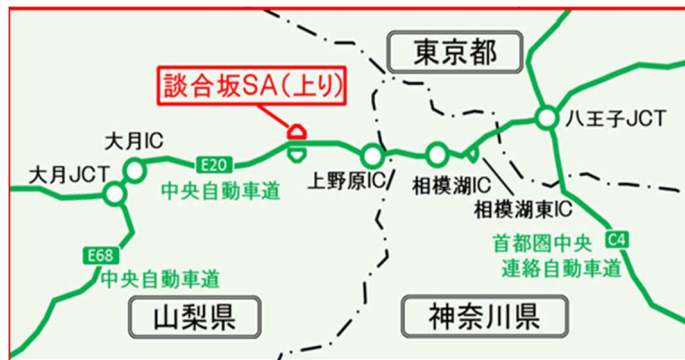 東京都
談合坂SA（上り）
大月IC
八王子JCT
大月JCT
E20
中央自動車道
上野原IC
相模湖IC
相模湖東IC
E68
中央自動車道
首都圏中央
連絡自動車道
C4
山梨県
神奈川県